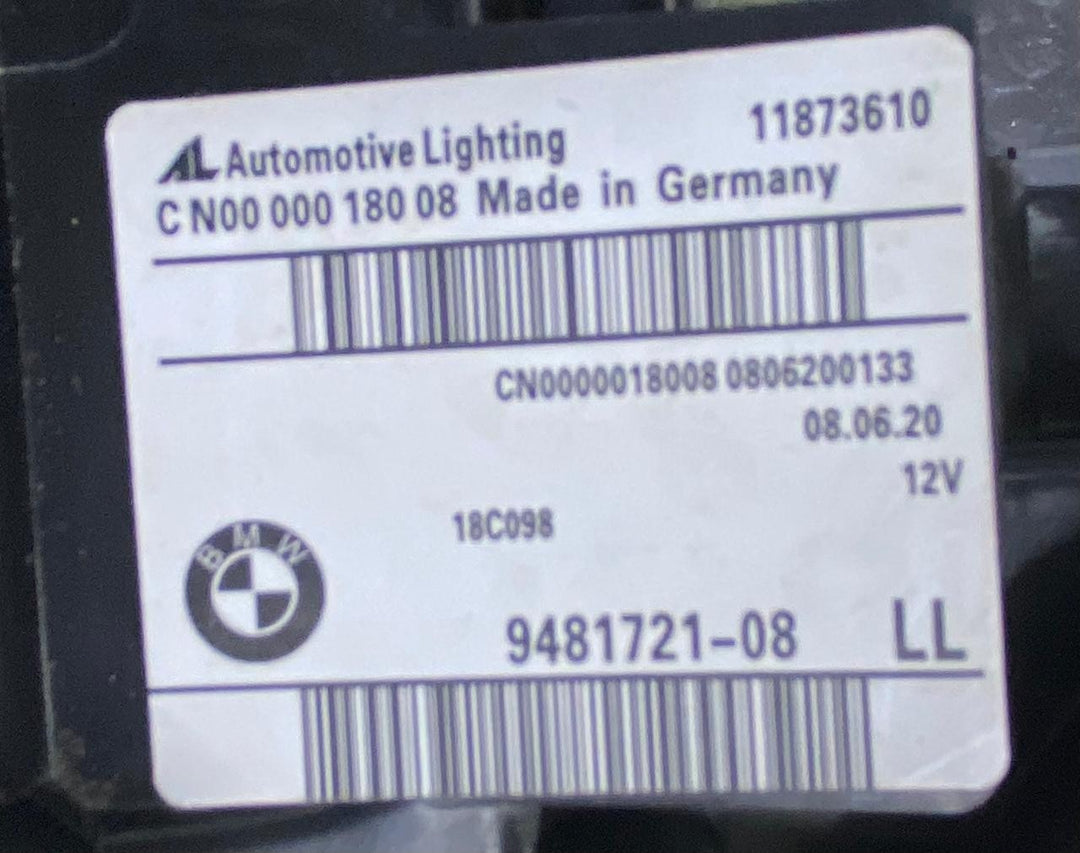 AL Automotive Lighting 11873610
C N00 000 180 08 Made in Germany
CN0000018008 0806200133
08.06.20
12V
18C098
BMW
9481721-08 LL